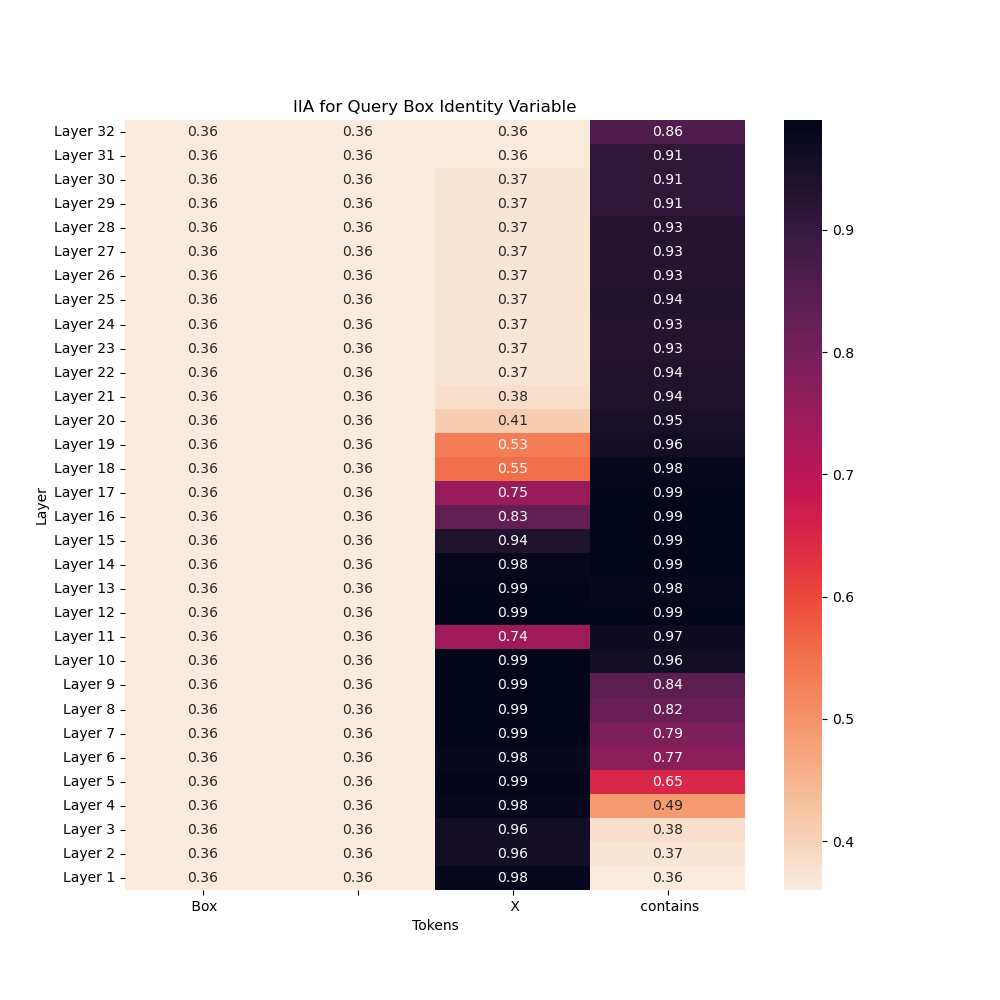 IIA for Query Box Identity Variable
Layer 32 0.36 0.36 0.36 0.86
Layer 31 0.36 0.36 0.36 0.91
Layer 30 0.36 0.36 0.37 0.91
Layer 29 0.36 0.36 0.37 0.91
Layer 28 0.36 0.36 0.37 0.93
Layer 27 0.36 0.36 0.37 0.93
Layer 26 0.36 0.36 0.37 0.93
Layer 25 0.36 0.36 0.37 0.94
Layer 24 0.36 0.36 0.37 0.93
Layer 23 0.36 0.36 0.37 0.93
Layer 22 0.36 0.36 0.37 0.94
Layer 21 0.36 0.36 0.38 0.94
Layer 20 0.36 0.36 0.41 0.95
Layer 19 0.36 0.36 0.53 0.96
Layer 18 0.36 0.36 0.55 0.98
Layer 17 0.36 0.36 0.75 0.99
Layer 16 0.36 0.36 0.83 0.99
Layer 15 0.36 0.36 0.94 0.99
Layer 14 0.36 0.36 0.98 0.99
Layer 13 0.36 0.36 0.99 0.98
Layer 12 0.36 0.36 0.99 0.99
Layer 11 0.36 0.36 0.74 0.97
Layer 10 0.36 0.36 0.99 0.96
Layer 9 0.36 0.36 0.99 0.84
Layer 8 0.36 0.36 0.99 0.82
Layer 7 0.36 0.36 0.99 0.79
Layer 6 0.36 0.36 0.98 0.77
Layer 5 0.36 0.36 0.99 0.65
Layer 4 0.36 0.36 0.98 0.49
Layer 3 0.36 0.36 0.96 0.38
Layer 2 0.36 0.36 0.96 0.37
Layer 1 0.36 0.36 0.98 0.36
Layer
Box X contains
Tokens
0.9
0.8
0.7
0.6
0.5
0.4